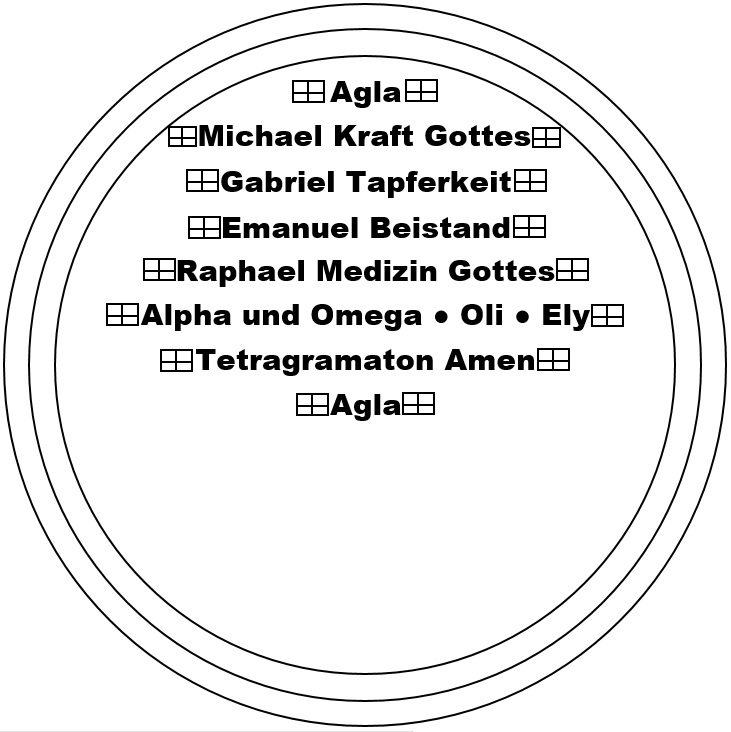 Agla
Michael Kraft Gottes
Gabriel Tapferkeit
Emanuel Beistand
Raphael Medizin Gottes
Alpha und Omega ● Oli ● Ely
Tetragramaton Amen
Agla